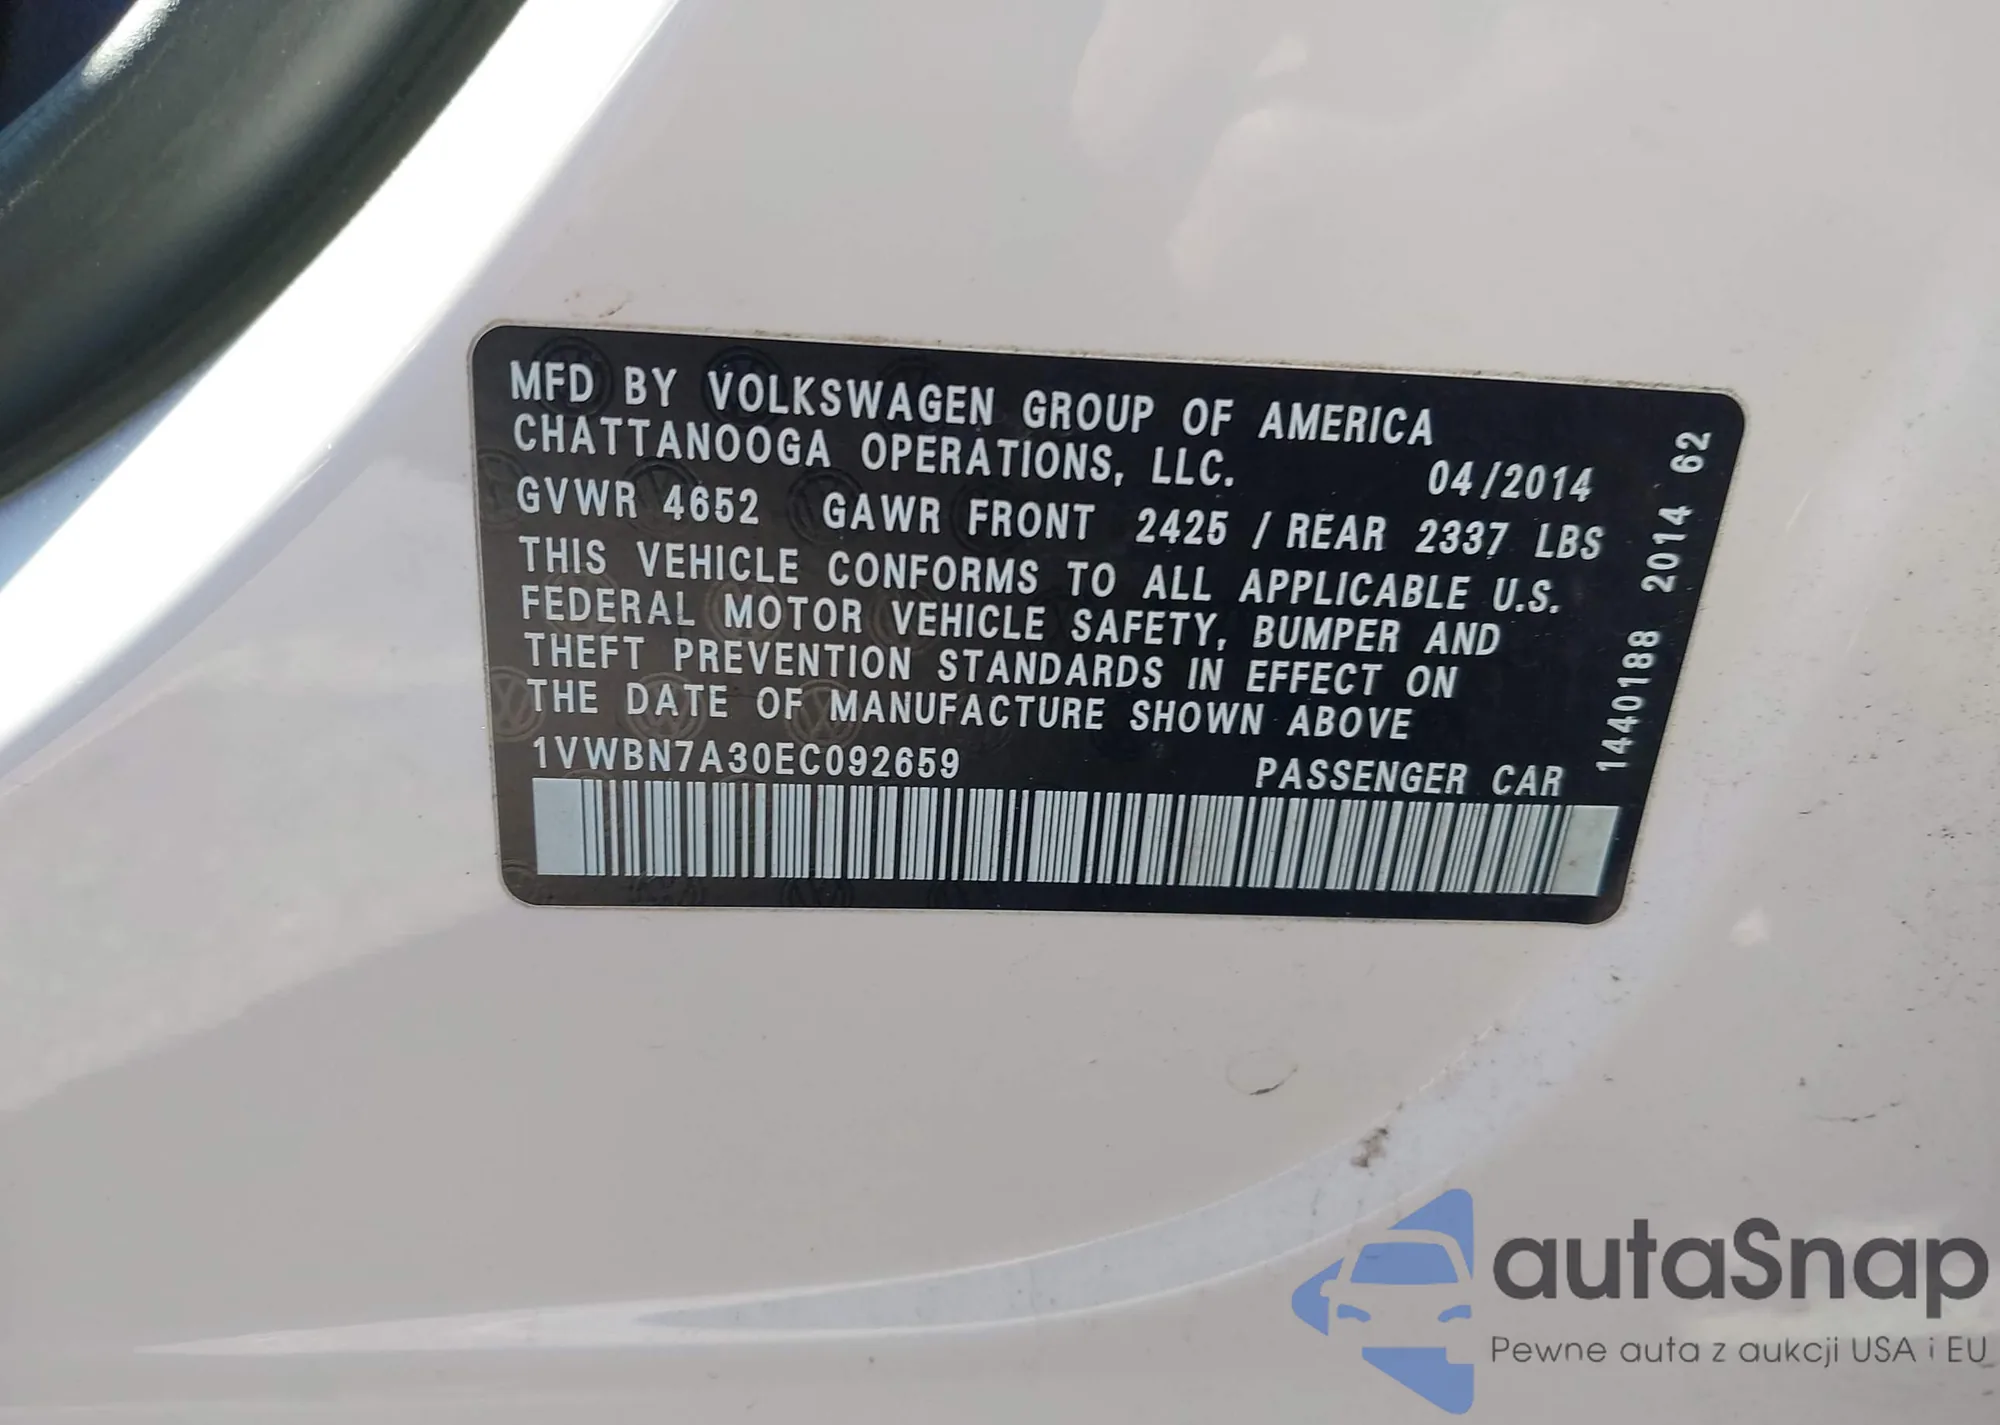 MFD BY VOLKSWAGEN GROUP OF AMERICA
CHATTANOOGA OPERATIONS, LLC. 04/2014
GVWR 4652 GAWR FRONT 2425 / REAR 2337 LBS
THIS VEHICLE CONFORMS TO ALL APPLICABLE U.S.
FEDERAL MOTOR VEHICLE SAFETY, BUMPER AND
THEFT PREVENTION STANDARDS IN EFFECT ON
THE DATE OF MANUFACTURE SHOWN ABOVE
1VWBN7A30EC092659 PASSENGER CAR
1440188 2014 62
autaSnap
Pewne auta z aukcji USA i EU